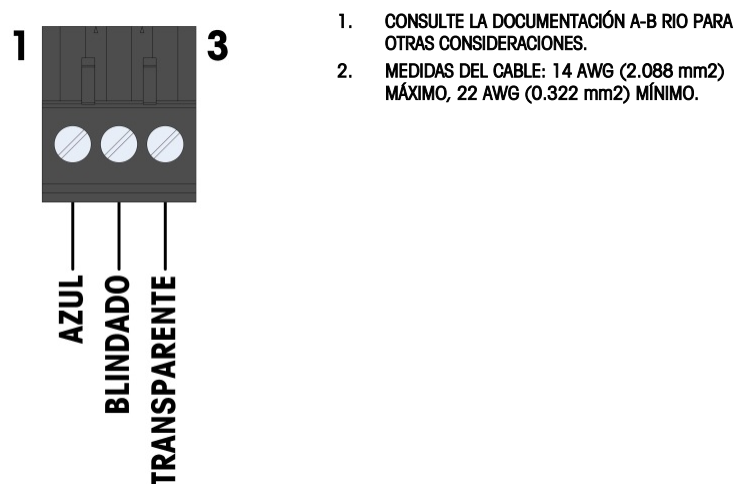 1 3
AZUL
BLINDADO
TRANSPARENTE
1. CONSULTE LA DOCUMENTACIÓN A-B RIO PARA
OTRAS CONSIDERACIONES.
2. MEDIDAS DEL CABLE: 14 AWG (2.088 mm2)
MÁXIMO, 22 AWG (0.322 mm2) MÍNIMO.